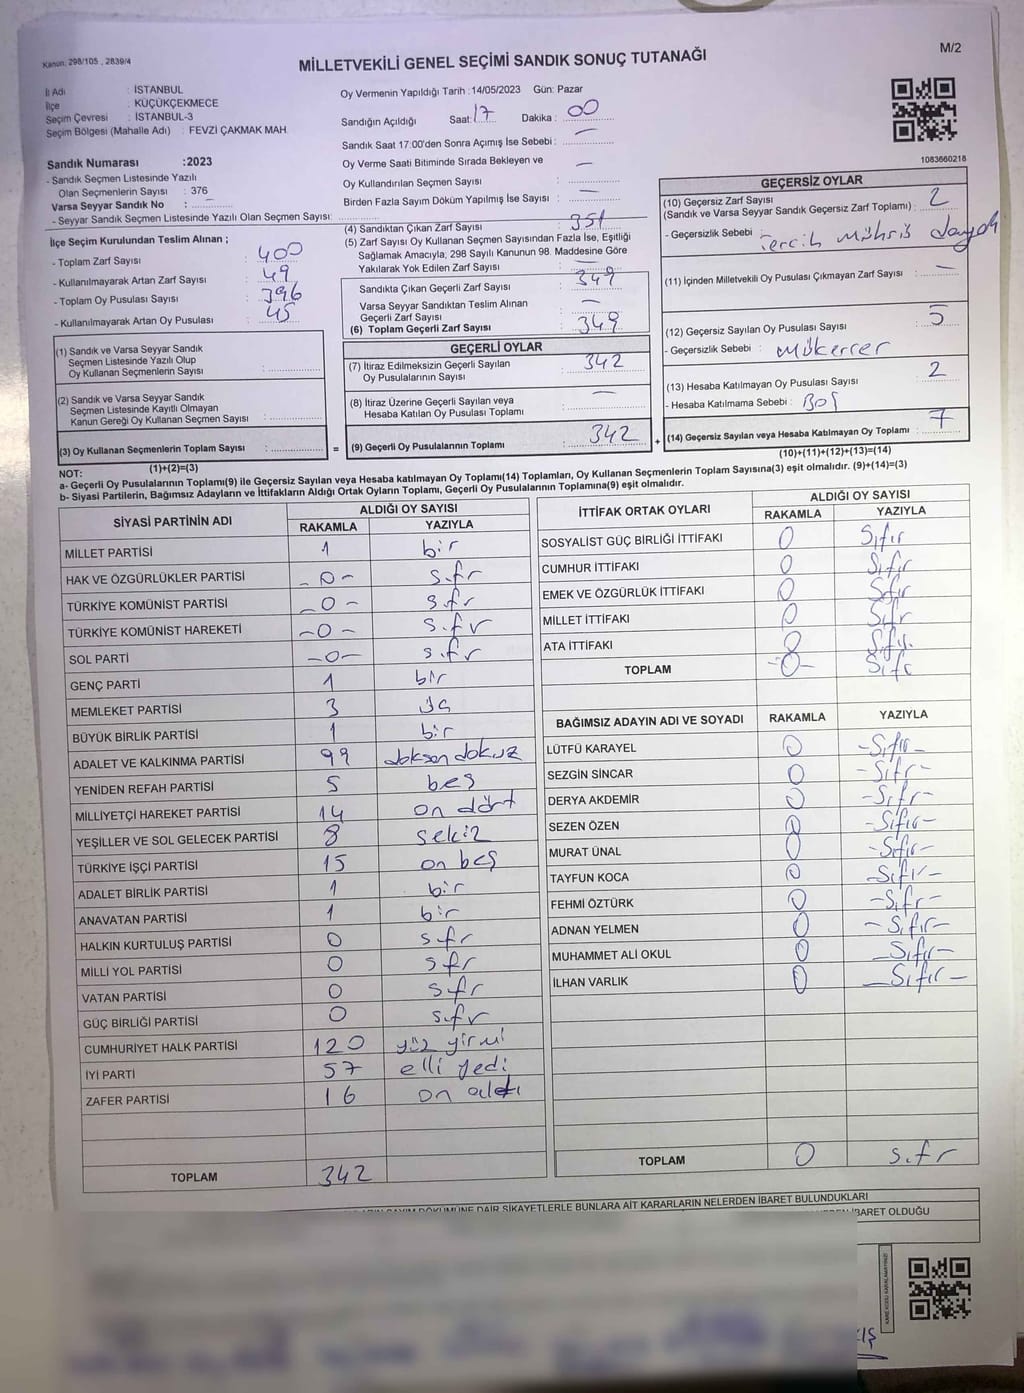 Kanun: 298/105 , 2839/4
M/2
MİLLETVEKİLİ GENEL SEÇİMİ SANDIK SONUÇ TUTANAĞI
İl Adı : İSTANBUL
İlçe : KÜÇÜKÇEKMECE
Seçim Çevresi : İSTANBUL-3
Seçim Bölgesi (Mahalle Adı) : FEVZİ ÇAKMAK MAH.
Sandık Numarası :2023
- Sandık Seçmen Listesinde Yazılı
Olan Seçmenlerin Sayısı : 376
Varsa Seyyar Sandık No : –
- Seyyar Sandık Seçmen Listesinde Yazılı Olan Seçmen Sayısı:
İlçe Seçim Kurulundan Teslim Alınan ;
- Toplam Zarf Sayısı : 400
- Kullanılmayarak Artan Zarf Sayısı : 49
- Toplam Oy Pusulası Sayısı : 396
- Kullanılmayarak Artan Oy Pusulası : 45
Oy Vermenin Yapıldığı Tarih :14/05/2023 Gün: Pazar
Sandığın Açıldığı Saat: 17 Dakika : 00
Sandık Saat 17:00'den Sonra Açımış İse Sebebi : –
Oy Verme Saati Bitiminde Sırada Bekleyen ve –
Oy Kullandırılan Seçmen Sayısı :
Birden Fazla Sayım Döküm Yapılmış İse Sayısı : –
(4) Sandıktan Çıkan Zarf Sayısı : 351
(5) Zarf Sayısı Oy Kullanan Seçmen Sayısından Fazla İse, Eşitliği
Sağlamak Amacıyla, 298 Sayılı Kanunun 98. Maddesine Göre
Yakılarak Yok Edilen Zarf Sayısı : –
Sandıkta Çıkan Geçerli Zarf Sayısı : 349
Varsa Seyyar Sandıktan Teslim Alınan
Geçerli Zarf Sayısı : –
(6) Toplam Geçerli Zarf Sayısı : 349
1083660218
GEÇERSİZ OYLAR
(10) Geçersiz Zarf Sayısı
(Sandık ve Varsa Seyyar Sandık Geçersiz Zarf Toplamı) : 2
- Geçersizlik Sebebi : Tercih Mühris
(11) İçinden Milletvekili Oy Pusulası Çıkmayan Zarf Sayısı : –
(12) Geçersiz Sayılan Oy Pusulası Sayısı : 5
- Geçersizlik Sebebi : Mükerrer
(13) Hesaba Katılmayan Oy Pusulası Sayısı : 2
- Hesaba Katılmama Sebebi : Boş
(14) Geçersiz Sayılan veya Hesaba Katılmayan Oy Toplamı : 7
(10)+(11)+(12)+(13)=(14)
(1) Sandık ve Varsa Seyyar Sandık
Seçmen Listesinde Yazılı Olup
Oy Kullanan Seçmenlerin Sayısı :
(2) Sandık ve Varsa Seyyar Sandık
Seçmen Listesinde Kayıtlı Olmayan
Kanun Gereği Oy Kullanan Seçmen Sayısı :
(3) Oy Kullanan Seçmenlerin Toplam Sayısı : =
(1)+(2)=(3)
GEÇERLİ OYLAR
(7) İtiraz Edilmeksizin Geçerli Sayılan
Oy Pusulalarının Sayısı : 342
(8) İtiraz Üzerine Geçerli Sayılan veya
Hesaba Katılan Oy Pusulası Toplamı : –
(9) Geçerli Oy Pusulalarının Toplamı : 342 +
NOT:
a- Geçerli Oy Pusulalarının Toplamı(9) ile Geçersiz Sayılan veya Hesaba katılmayan Oy Toplamı(14) Toplamları, Oy Kullanan Seçmenlerin Toplam Sayısına(3) eşit olmalıdır. (9)+(14)=(3)
b- Siyasi Partilerin, Bağımsız Adayların ve İttifakların Aldığı Ortak Oyların Toplamı, Geçerli Oy Pusulalarının Toplamına(9) eşit olmalıdır.
SİYASİ PARTİNİN ADI ALDIĞI OY SAYISI
RAKAMLA YAZIYLA
MİLLET PARTİSİ 1 bir
HAK VE ÖZGÜRLÜKLER PARTİSİ -0- sıfr
TÜRKİYE KOMÜNİST PARTİSİ -0- sıfr
TÜRKİYE KOMÜNİST HAREKETİ -0- sıfr
SOL PARTİ -0- sıfr
GENÇ PARTİ 1 bir
MEMLEKET PARTİSİ 3 üç
BÜYÜK BİRLİK PARTİSİ 1 bir
ADALET VE KALKINMA PARTİSİ 99 doksan dokuz
YENİDEN REFAH PARTİSİ 5 beş
MİLLİYETÇİ HAREKET PARTİSİ 14 on dört
YEŞİLLER VE SOL GELECEK PARTİSİ 8 sekiz
TÜRKİYE İŞÇİ PARTİSİ 15 on beş
ADALET BİRLİK PARTİSİ 1 bir
ANAVATAN PARTİSİ 1 bir
HALKIN KURTULUŞ PARTİSİ 0 sıfr
MİLLİ YOL PARTİSİ 0 sıfr
VATAN PARTİSİ 0 sıfr
GÜÇ BİRLİĞİ PARTİSİ 0 sıfr
CUMHURİYET HALK PARTİSİ 120 yüz yirmi
İYİ PARTİ 57 elli yedi
ZAFER PARTİSİ 16 on altı
TOPLAM 342
İTTİFAK ORTAK OYLARI ALDIĞI OY SAYISI
RAKAMLA YAZIYLA
SOSYALİST GÜÇ BİRLİĞİ İTTİFAKI 0 Sıfır
CUMHUR İTTİFAKI 0 Sıfır
EMEK VE ÖZGÜRLÜK İTTİFAKI 0 Sıfır
MİLLET İTTİFAKI 0 Sıfır
ATA İTTİFAKI 0 Sıfır
TOPLAM -0- Sıfır
BAĞIMSIZ ADAYIN ADI VE SOYADI RAKAMLA YAZIYLA
LÜTFÜ KARAYEL 0 -Sıfır-
SEZGİN SİNCAR 0 -Sıfır-
DERYA AKDEMİR 0 -Sıfır-
SEZEN ÖZEN 0 -Sıfır-
MURAT ÜNAL 0 -Sıfır-
TAYFUN KOCA 0 -Sıfır-
FEHMİ ÖZTÜRK 0 -Sıfır-
ADNAN YELMEN 0 -Sıfır-
MUHAMMET ALİ OKUL 0 -Sıfır-
İLHAN VARLIK 0 -Sıfır-
TOPLAM 0 sıfr
SAYIM DÖKÜMÜNE DAİR ŞİKAYETLERLE BUNLARA AİT KARARLARIN NELERDEN İBARET BULUNDUKLARI
İBARET OLDUĞU